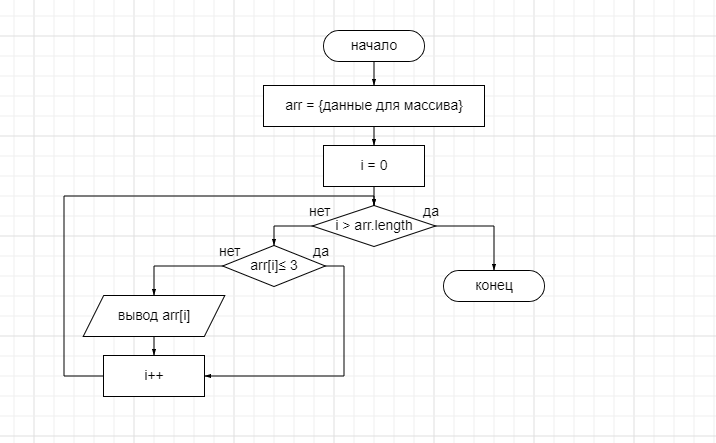 начало
arr = {данные для массива}
i = 0
нет
да
i > arr.length
нет
да
arr[i]≤ 3
конец
вывод arr[i]
i++